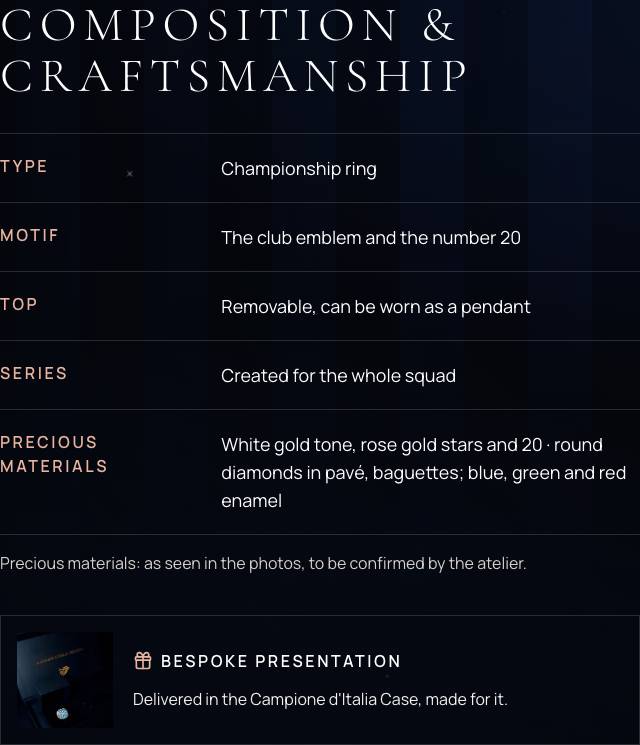 COMPOSITION &
CRAFTSMANSHIP
TYPE
Championship ring
MOTIF
The club emblem and the number 20
TOP
Removable, can be worn as a pendant
SERIES
Created for the whole squad
PRECIOUS
MATERIALS
White gold tone, rose gold stars and 20 · round
diamonds in pavé, baguettes; blue, green and red
enamel
Precious materials: as seen in the photos, to be confirmed by the atelier.
BESPOKE PRESENTATION
Delivered in the Campione d'Italia Case, made for it.